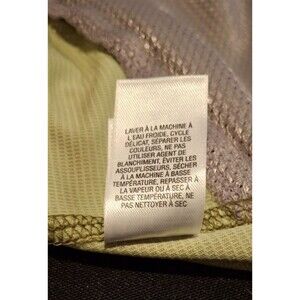 LAVER À LA MACHINE À
L'EAU FROIDE, CYCLE
DÉLICAT, SÉPARER LES
COULEURS, NE PAS
UTILISER AGENT DE
BLANCHIMENT, ÉVITER LES
ASSOUPLISSEURS, SÉCHER
À LA MACHINE À BASSE
TEMPÉRATURE, REPASSER À
LA VAPEUR OU À SEC À
BASSE TEMPÉRATURE, NE
PAS NETTOYER À SEC